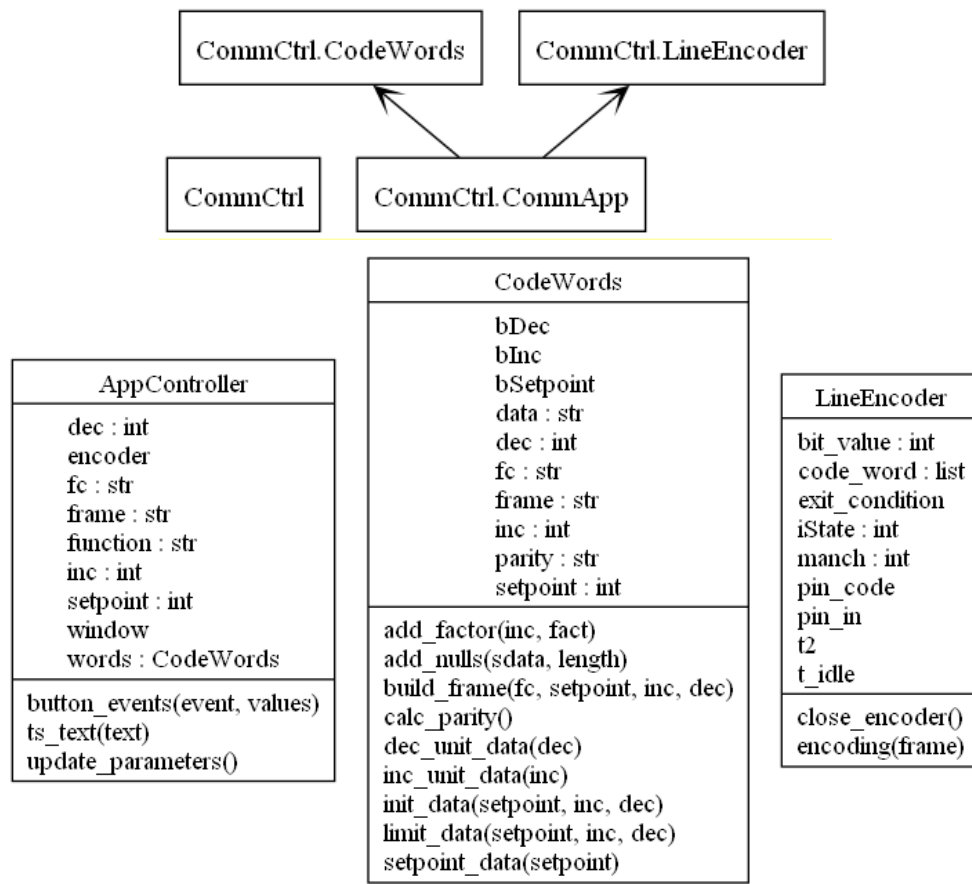 CommCtrl.CodeWords
CommCtrl.LineEncoder
CommCtrl
CommCtrl.CommApp
AppController
dec : int
encoder
fc : str
frame : str
function : str
inc : int
setpoint : int
window
words : CodeWords
button_events(event, values)
ts_text(text)
update_parameters()
CodeWords
bDec
bInc
bSetpoint
data : str
dec : int
fc : str
frame : str
inc : int
parity : str
setpoint : int
add_factor(inc, fact)
add_nulls(sdata, length)
build_frame(fc, setpoint, inc, dec)
calc_parity()
dec_unit_data(dec)
inc_unit_data(inc)
init_data(setpoint, inc, dec)
limit_data(setpoint, inc, dec)
setpoint_data(setpoint)
LineEncoder
bit_value : int
code_word : list
exit_condition
iState : int
manch : int
pin_code
pin_in
t2
t_idle
close_encoder()
encoding(frame)